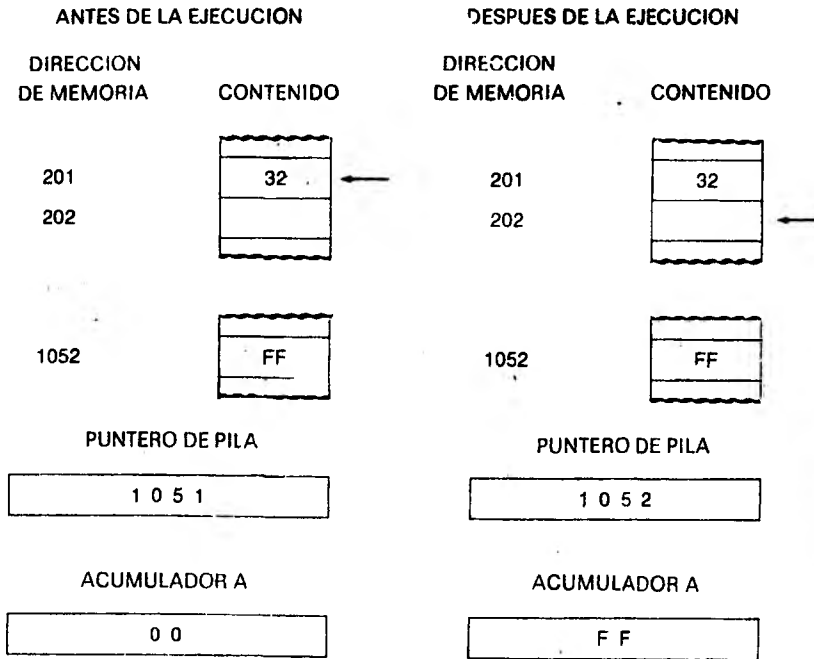 ANTES DE LA EJECUCION
DIRECCION
DE MEMORIA CONTENIDO
201 32
202
1052 FF
PUNTERO DE PILA
1 0 5 1
ACUMULADOR A
0 0
DESPUES DE LA EJECUCION
DIRECCION
DE MEMORIA CONTENIDO
201 32
202
1052 FF
PUNTERO DE PILA
1 0 5 2
ACUMULADOR A
F F